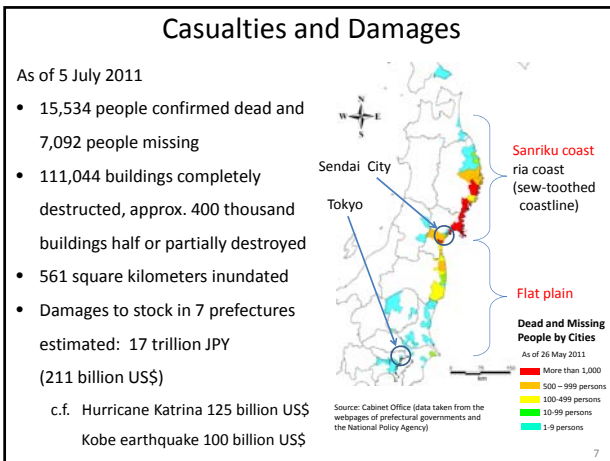 Casualties and Damages
As of 5 July 2011
• 15,534 people confirmed dead and
7,092 people missing
• 111,044 buildings completely
destructed, approx. 400 thousand
buildings half or partially destroyed
• 561 square kilometers inundated
• Damages to stock in 7 prefectures
estimated: 17 trillion JPY
(211 billion US$)
c.f. Hurricane Katrina 125 billion US$
Kobe earthquake 100 billion US$
N
W E
S
Sendai City
Tokyo
Sanriku coast
ria coast
(sew-toothed
coastline)
Flat plain
Dead and Missing
People by Cities
As of 26 May 2011
More than 1,000
500 – 999 persons
100-499 persons
10-99 persons
1-9 persons
km
Source: Cabinet Office (data taken from the
webpages of prefectural governments and
the National Policy Agency)
7